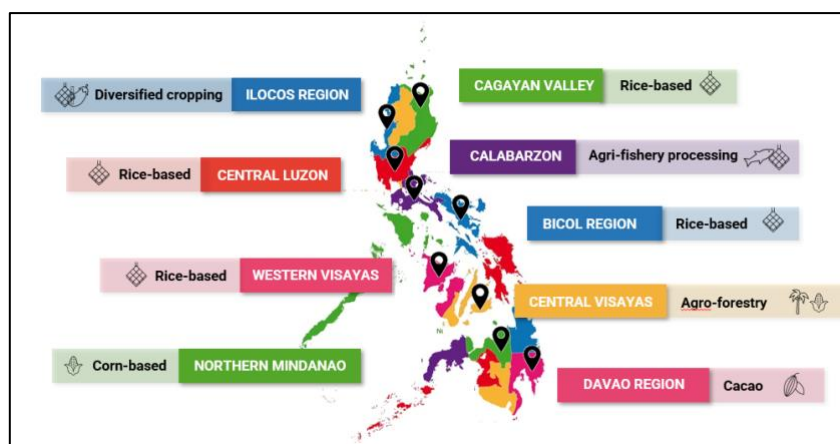 Diversified cropping ILOCOS REGION
CAGAYAN VALLEY Rice-based
Rice-based CENTRAL LUZON
CALABARZON Agri-fishery processing
BICOL REGION Rice-based
Rice-based WESTERN VISAYAS
CENTRAL VISAYAS Agro-forestry
Ni
Corn-based NORTHERN MINDANAO
DAVAO REGION Cacao